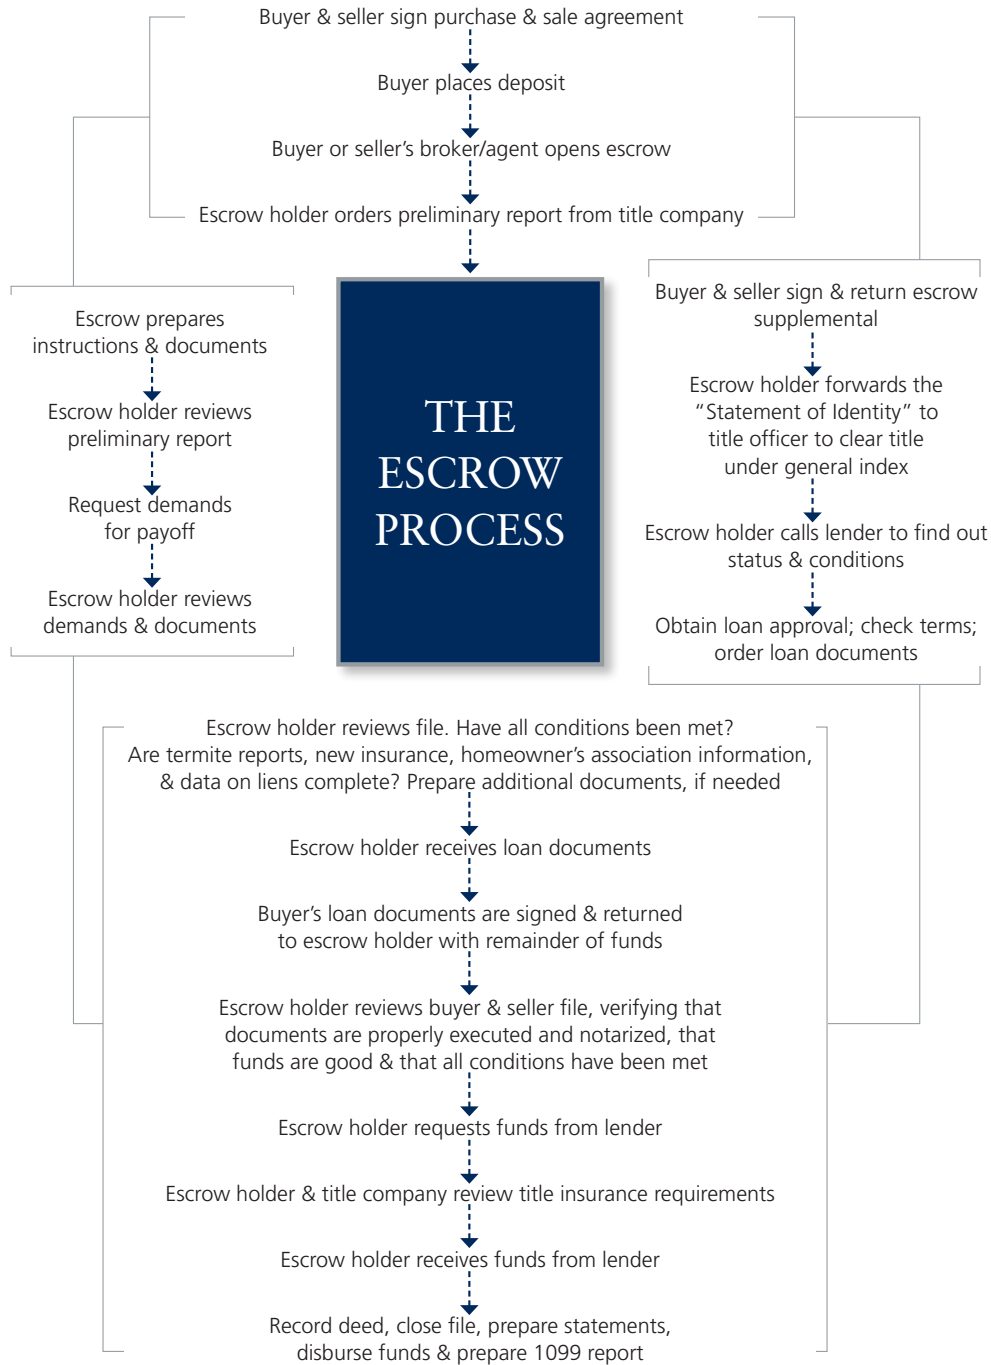 Buyer & seller sign purchase & sale agreement
Buyer places deposit
Buyer or seller’s broker/agent opens escrow
Escrow holder orders preliminary report from title company
Escrow prepares
instructions & documents
Escrow holder reviews
preliminary report
Request demands
for payoff
Escrow holder reviews
demands & documents
THE
ESCROW
PROCESS
Buyer & seller sign & return escrow
supplemental
Escrow holder forwards the
“Statement of Identity” to
title officer to clear title
under general index
Escrow holder calls lender to find out
status & conditions
Obtain loan approval; check terms;
order loan documents
Escrow holder reviews file. Have all conditions been met?
Are termite reports, new insurance, homeowner’s association information,
& data on liens complete? Prepare additional documents, if needed
Escrow holder receives loan documents
Buyer’s loan documents are signed & returned
to escrow holder with remainder of funds
Escrow holder reviews buyer & seller file, verifying that
documents are properly executed and notarized, that
funds are good & that all conditions have been met
Escrow holder requests funds from lender
Escrow holder & title company review title insurance requirements
Escrow holder receives funds from lender
Record deed, close file, prepare statements,
disburse funds & prepare 1099 report